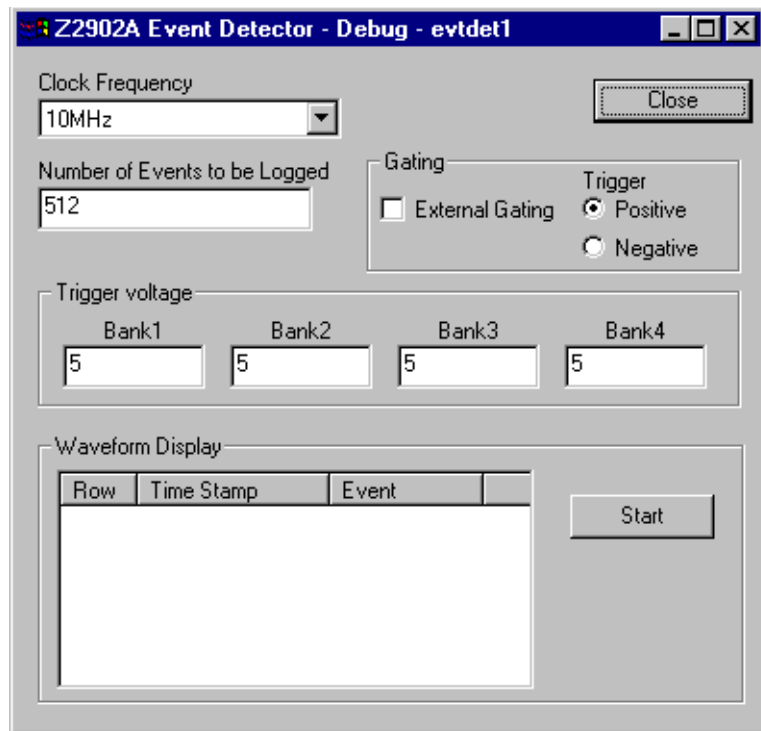 Z2902A Event Detector - Debug - evtdet1
Clock Frequency
10MHz
Close
Number of Events to be Logged
512
Gating
External Gating
Trigger
Positive
Negative
Trigger voltage
Bank1 Bank2 Bank3 Bank4
5 5 5 5
Waveform Display
Row Time Stamp Event
Start